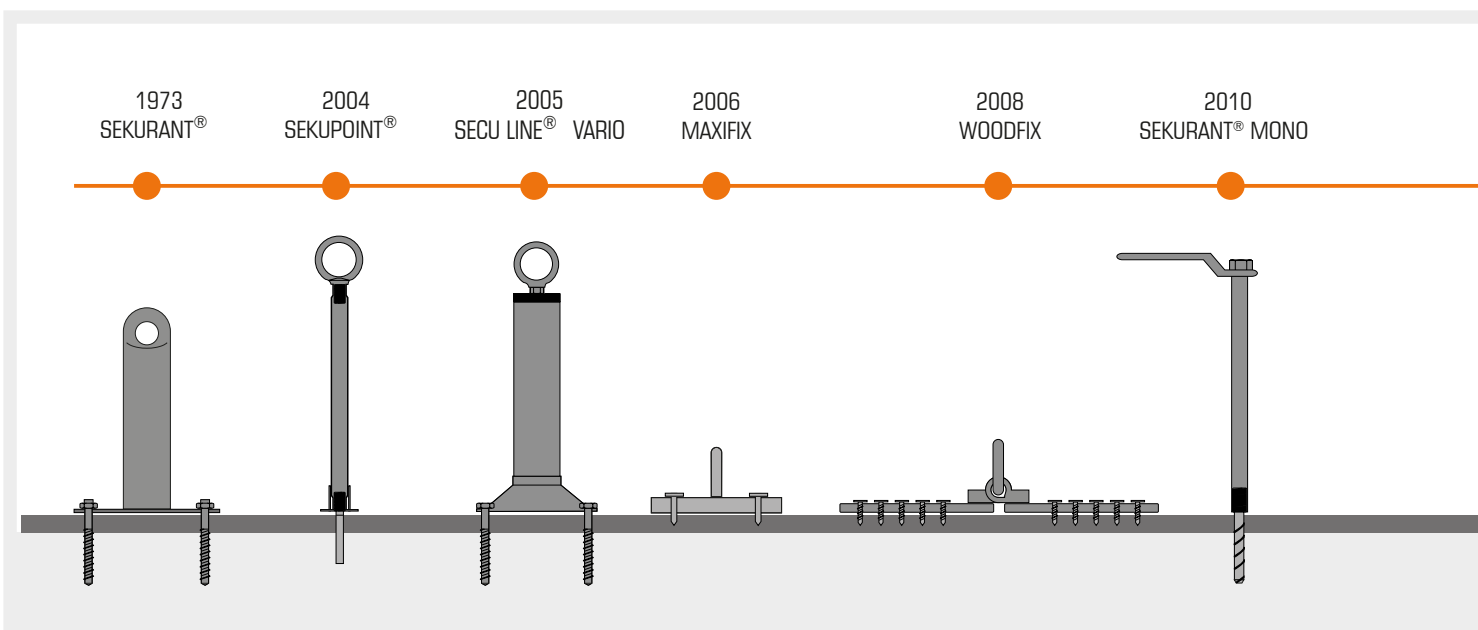 1973
SEKURANT®
2004
SEKUPOINT®
2005
SECU LINE® VARIO
2006
MAXIFIX
2008
WOODFIX
2010
SEKURANT® MONO